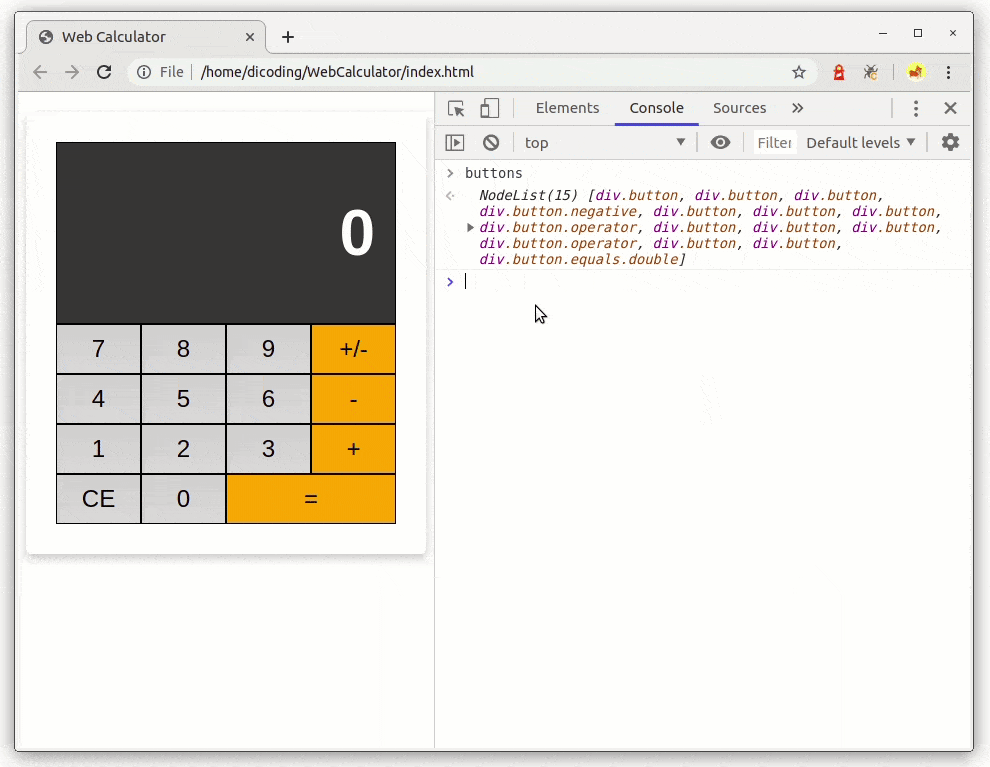 Web Calculator
File /home/dicoding/WebCalculator/index.html
Elements Console Sources
top Filter Default levels
buttons
NodeList(15) [div.button, div.button, div.button,
div.button.negative, div.button, div.button, div.button,
div.button.operator, div.button, div.button, div.button,
div.button.operator, div.button, div.button,
div.button.equals.double]
0
7 8 9 +/-
4 5 6 -
1 2 3 +
CE 0 =